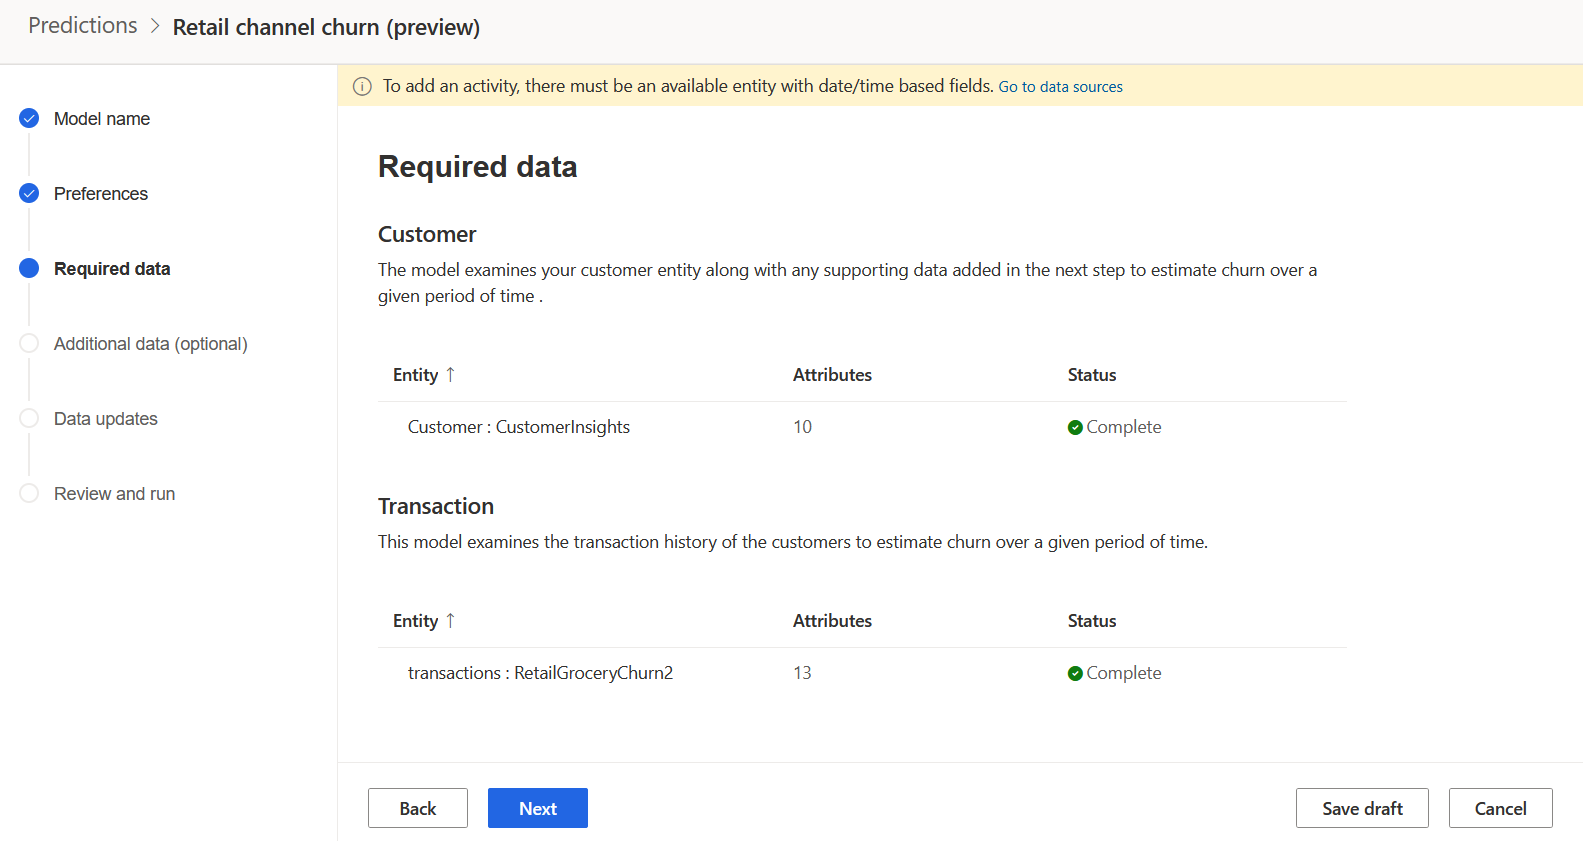 Predictions > Retail channel churn (preview)
To add an activity, there must be an available entity with date/time based fields. Go to data sources
Model name
Preferences
Required data
Additional data (optional)
Data updates
Review and run
Required data
Customer
The model examines your customer entity along with any supporting data added in the next step to estimate churn over a
given period of time .
Entity ↑ Attributes Status
Customer : CustomerInsights 10 Complete
Transaction
This model examines the transaction history of the customers to estimate churn over a given period of time.
Entity ↑ Attributes Status
transactions : RetailGroceryChurn2 13 Complete
Back Next Save draft Cancel